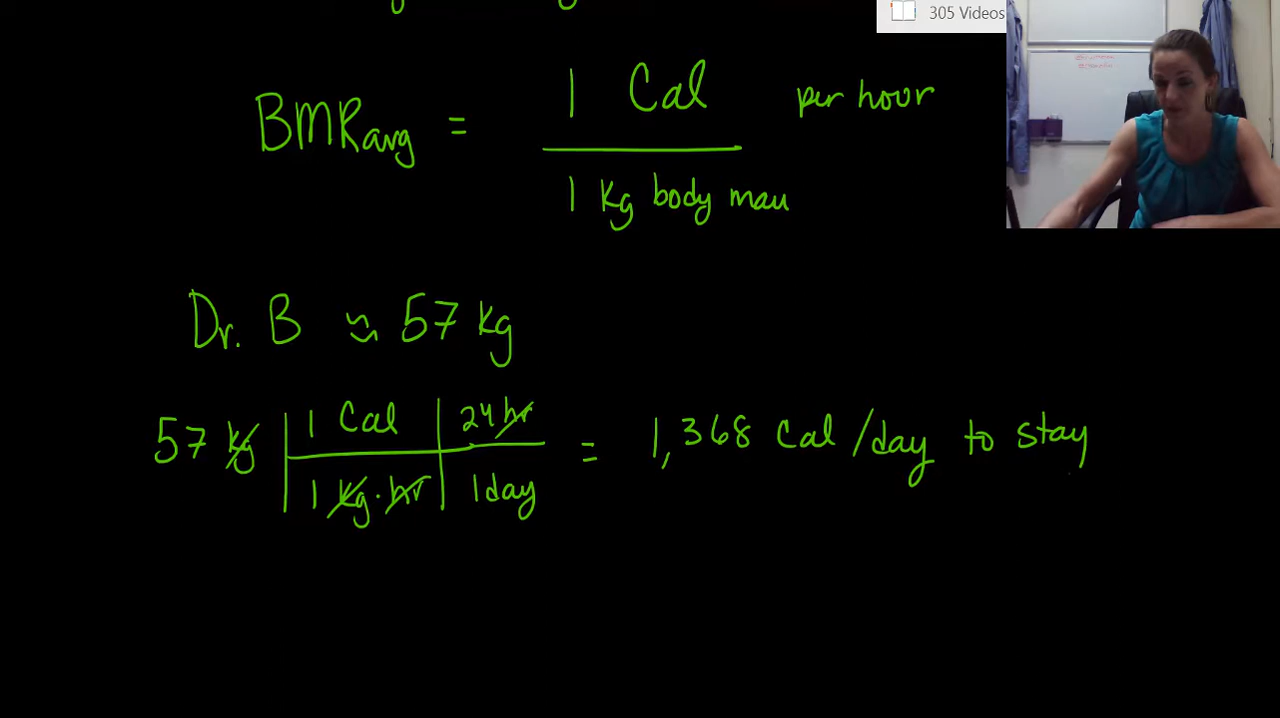 305 Videos
1 Cal per hour
BMRavg =
1 kg body mass
Dr. B ≈ 57 kg
57 kg | 1 Cal | 24 hr = 1,368 Cal/day to stay
1 kg · hr | 1 day